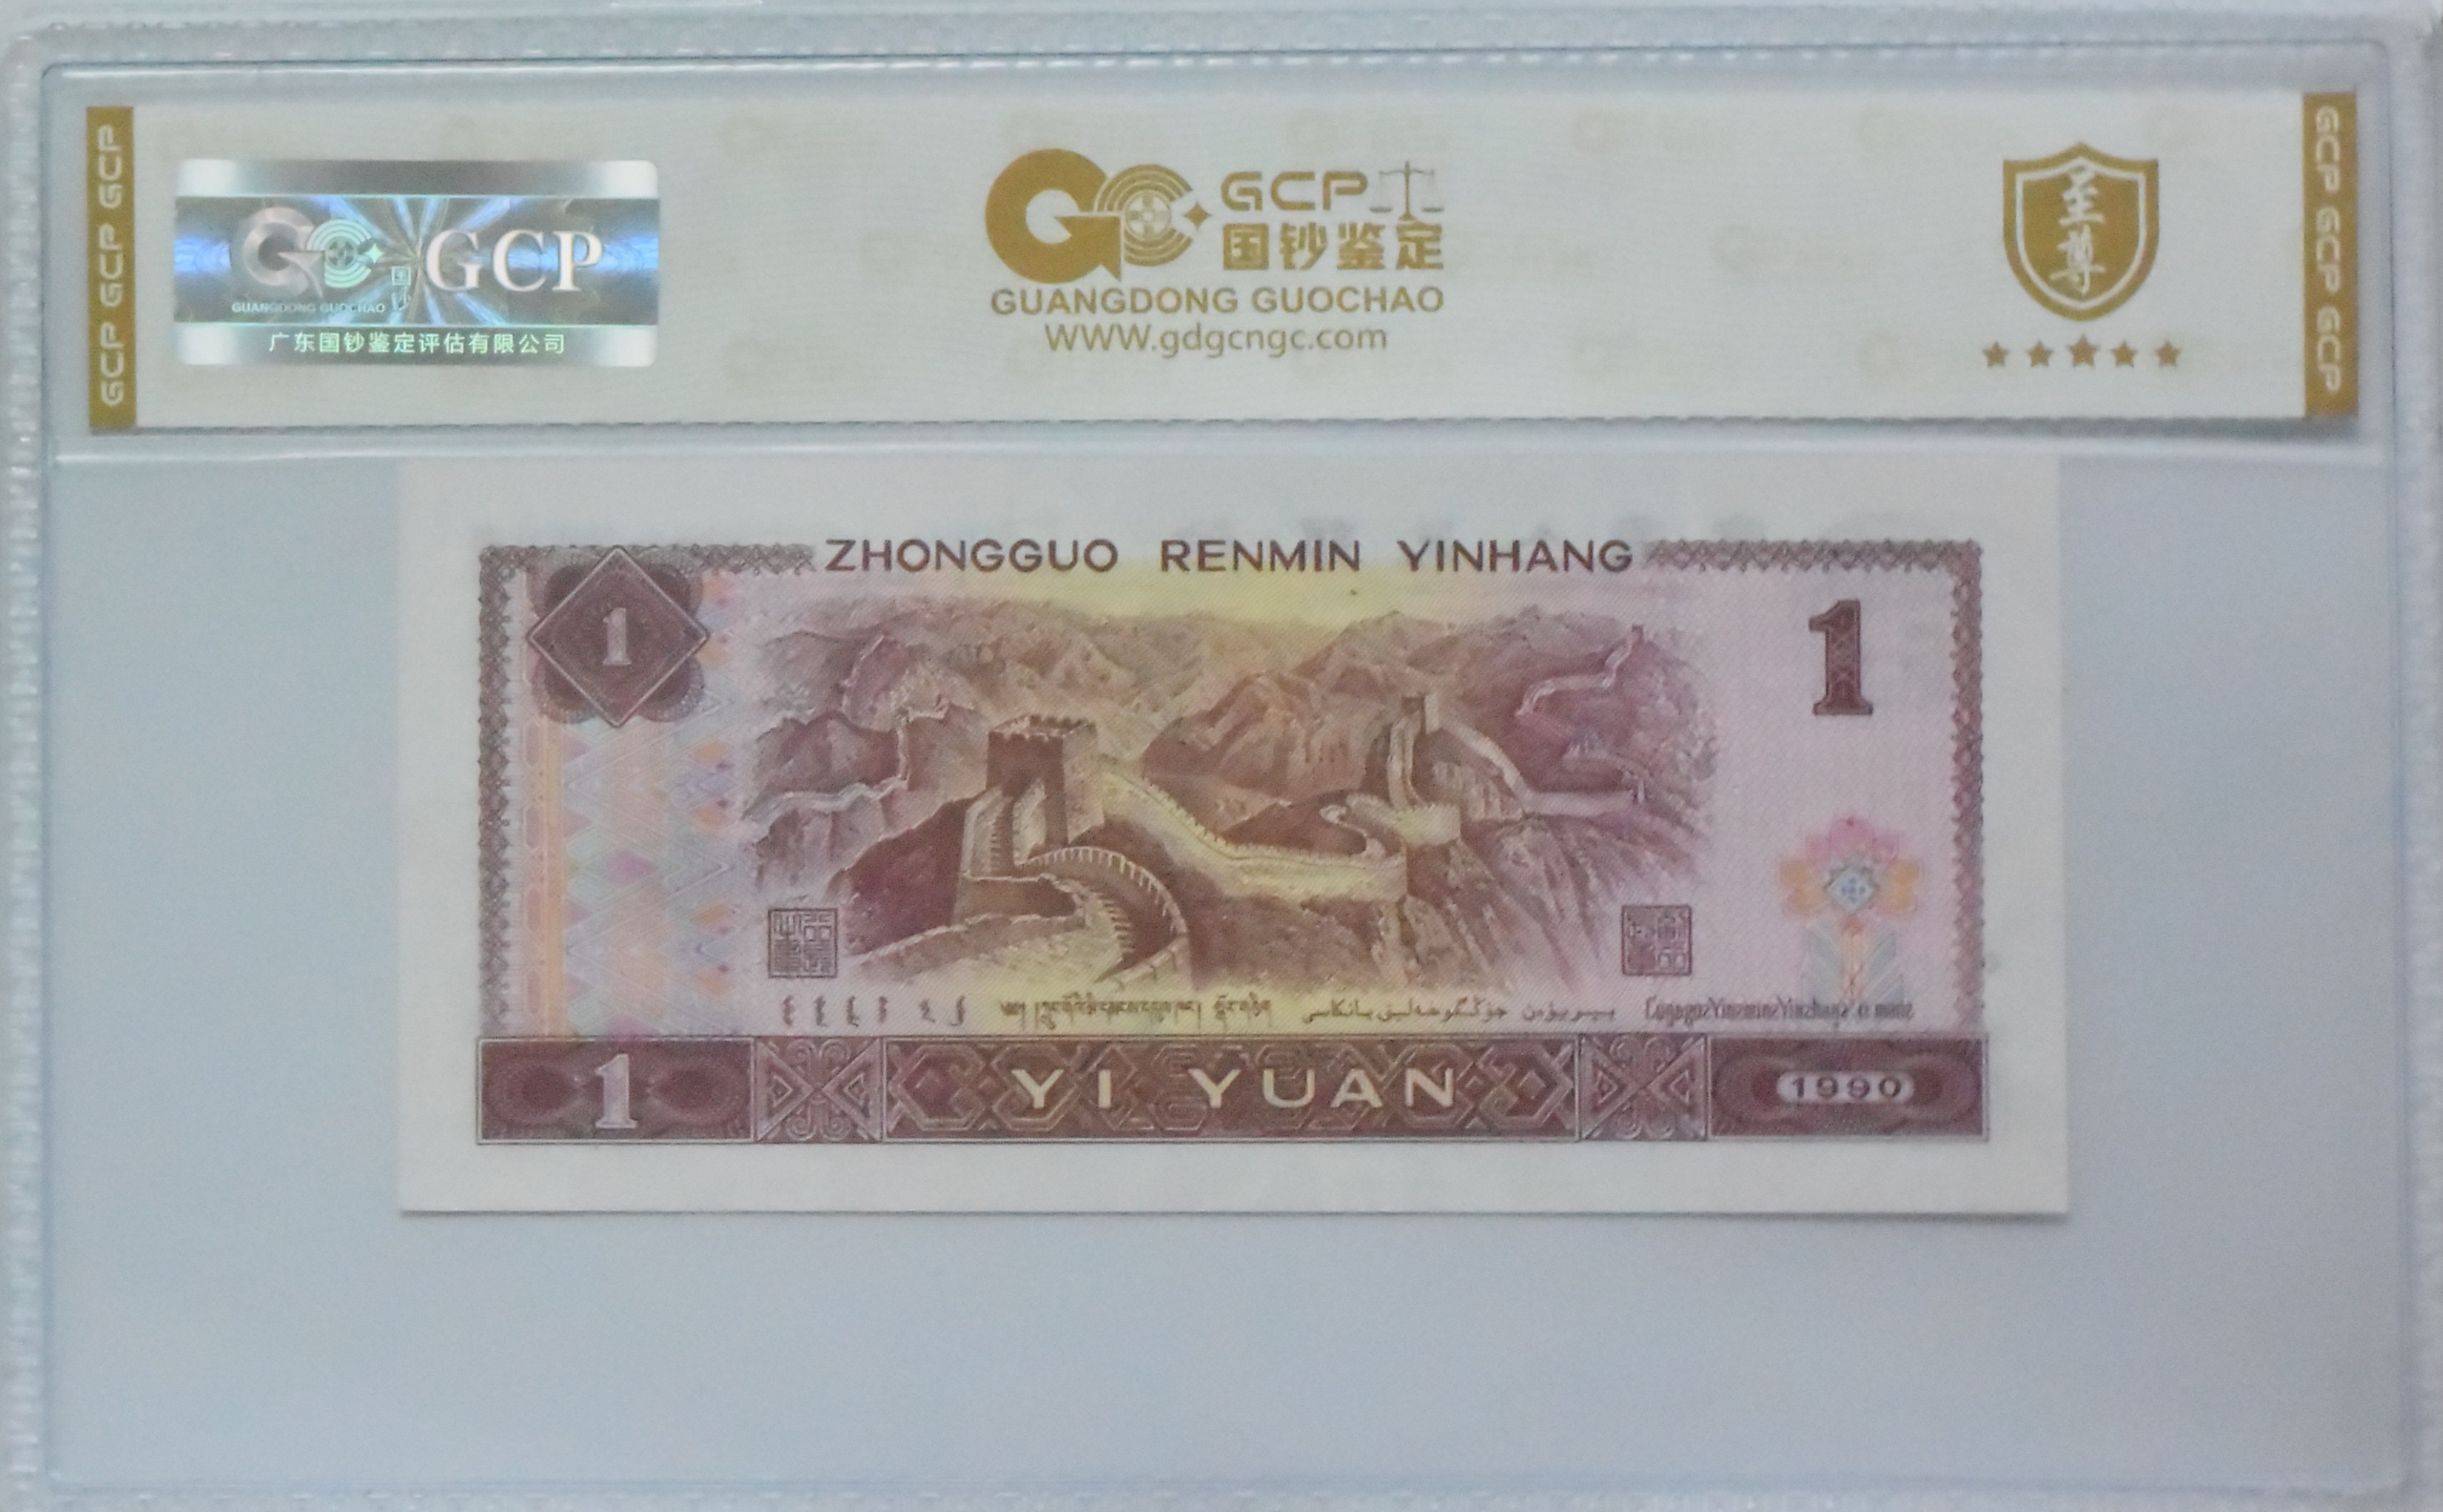 GCP GCP GCP
GCP
国钞
GUANGDONG GUOCHAO
广东国钞鉴定评估有限公司
GCP
国钞鉴定
GUANGDONG GUOCHAO
WWW.gdgcngc.com
至尊
GCP GCP GCP
ZHONGGUO RENMIN YINHANG
1
1
1
YI YUAN
1990